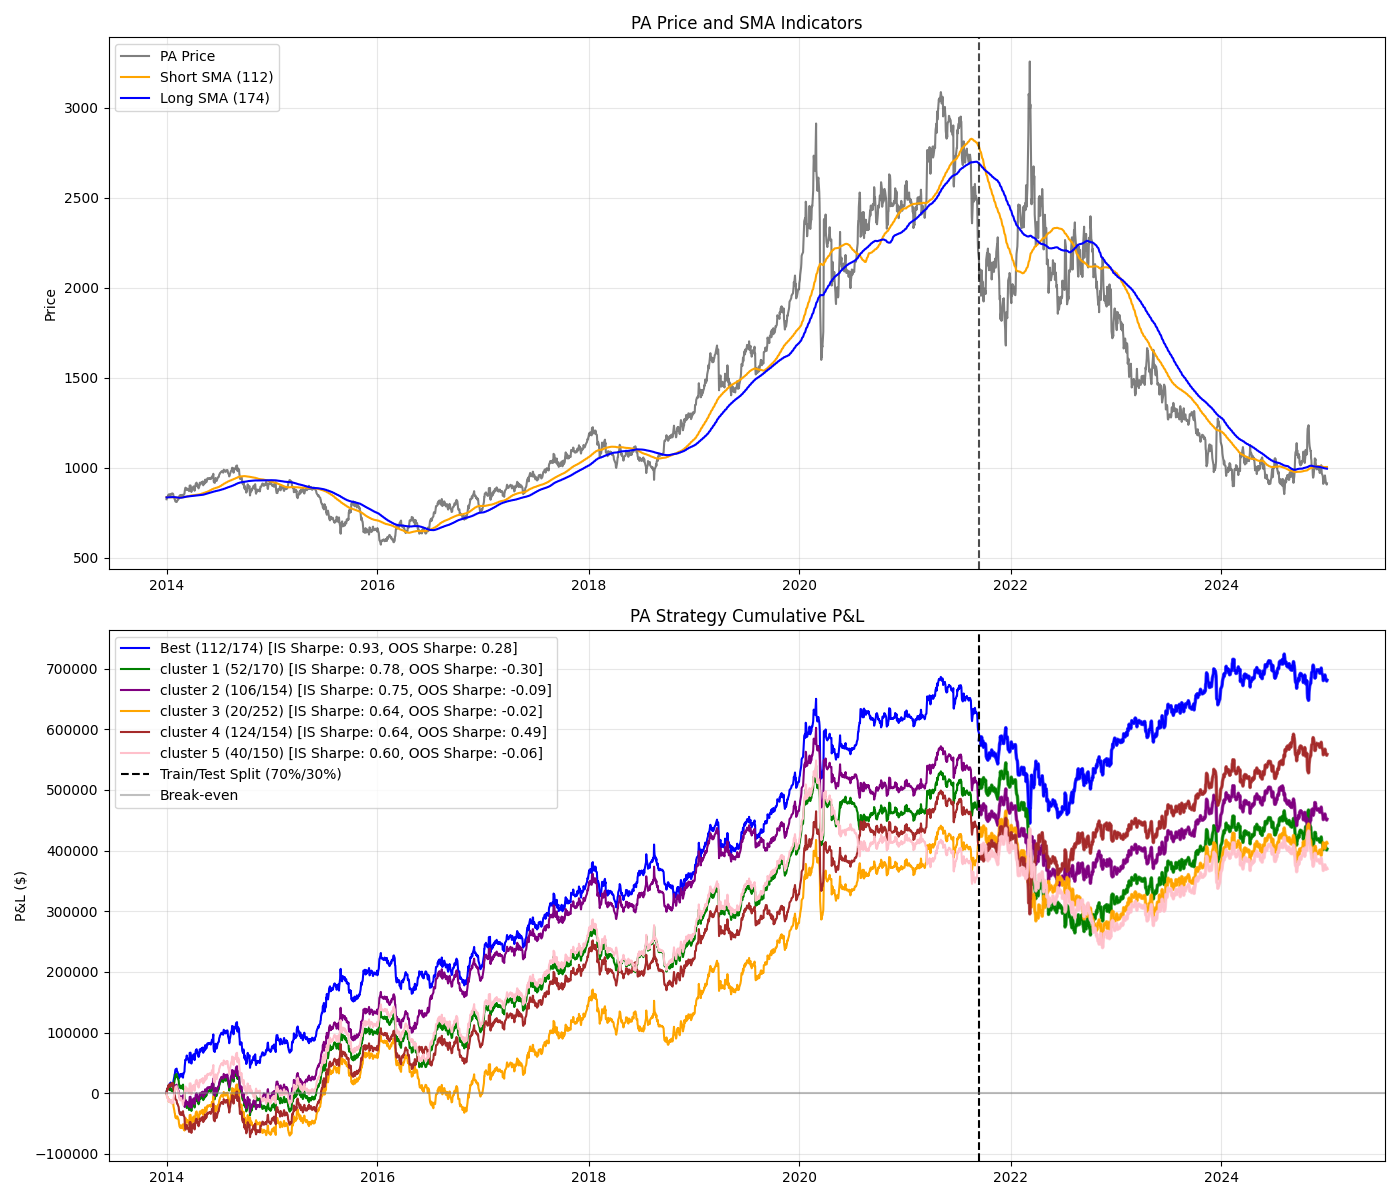 PA Price and SMA Indicators
PA Price
Short SMA (112)
Long SMA (174)
Price
3000
2500
2000
1500
1000
500
2014
2016
2018
2020
2022
2024
PA Strategy Cumulative P&L
Best (112/174) [IS Sharpe: 0.93, OOS Sharpe: 0.28]
cluster 1 (52/170) [IS Sharpe: 0.78, OOS Sharpe: -0.30]
cluster 2 (106/154) [IS Sharpe: 0.75, OOS Sharpe: -0.09]
cluster 3 (20/252) [IS Sharpe: 0.64, OOS Sharpe: -0.02]
cluster 4 (124/154) [IS Sharpe: 0.64, OOS Sharpe: 0.49]
cluster 5 (40/150) [IS Sharpe: 0.60, OOS Sharpe: -0.06]
Train/Test Split (70%/30%)
Break-even
P&L ($)
700000
600000
500000
400000
300000
200000
100000
0
−100000
2014
2016
2018
2020
2022
2024